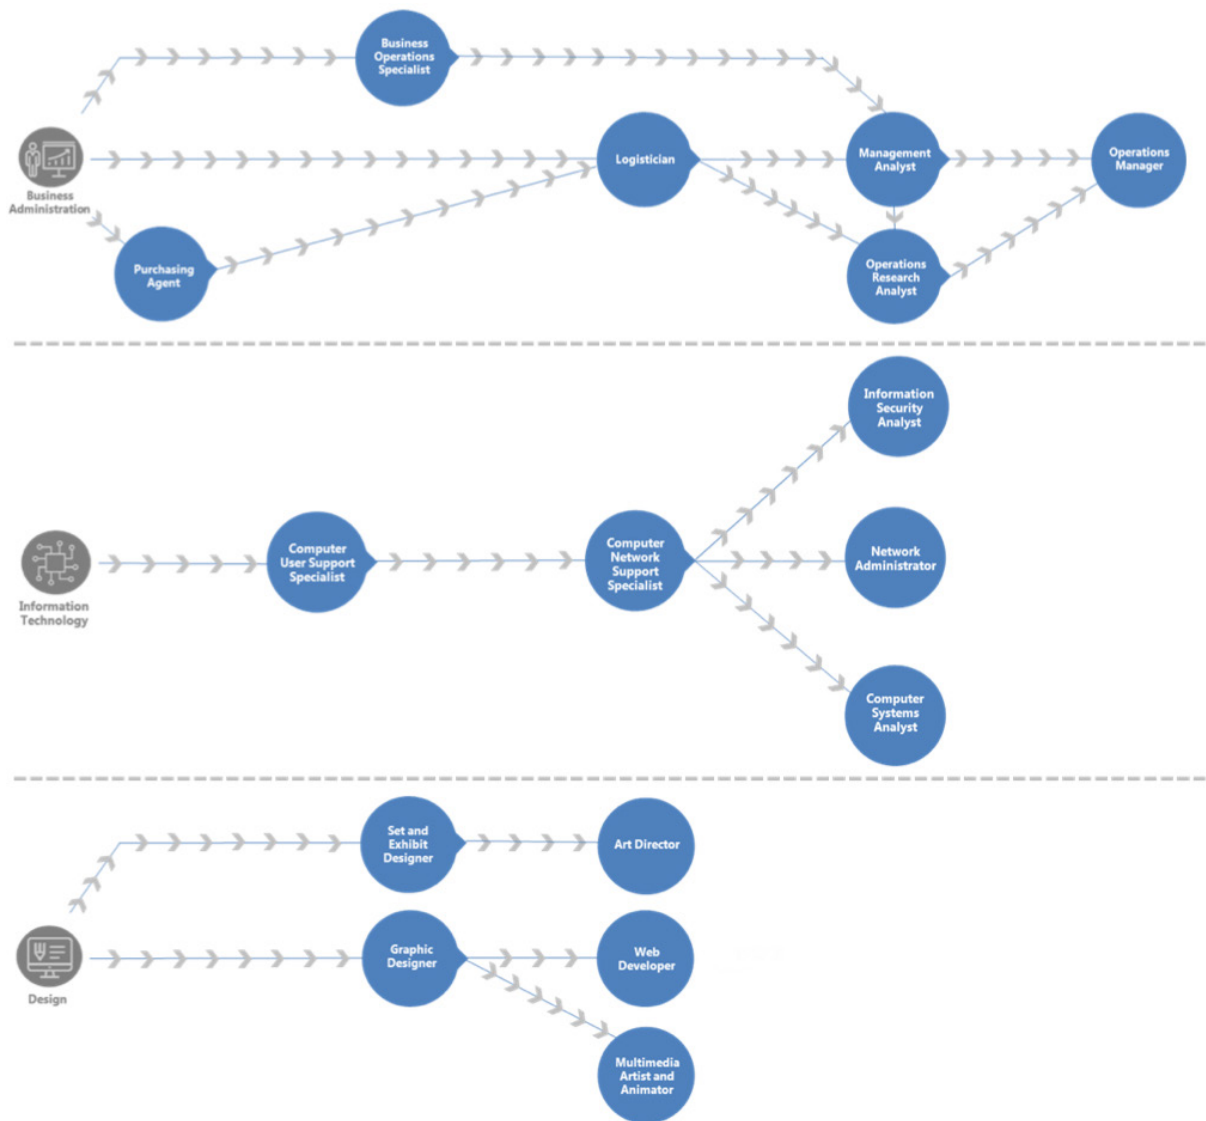 Business
Operations
Specialist
Business
Administration
Logistician
Management
Analyst
Operations
Manager
Purchasing
Agent
Operations
Research
Analyst
Information
Security
Analyst
Information
Technology
Computer
User Support
Specialist
Computer
Network
Support
Specialist
Network
Administrator
Computer
Systems
Analyst
Set and
Exhibit
Designer
Art Director
Design
Graphic
Designer
Web
Developer
Multimedia
Artist and
Animator